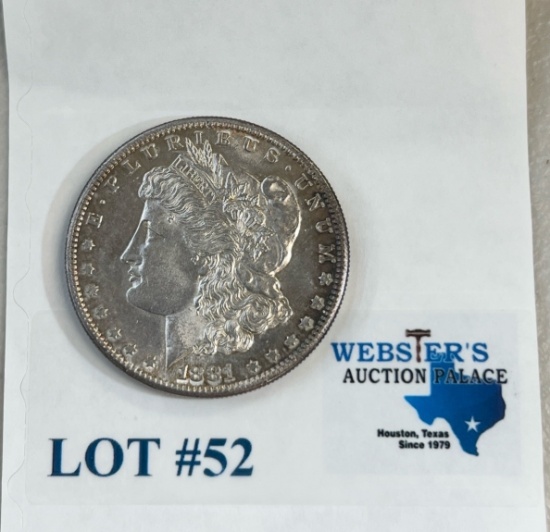 E · PLURIBUS · UNUM
LIBERTY
1881
WEBSTER'S
AUCTION PALACE
Houston, Texas
Since 1979
LOT #52